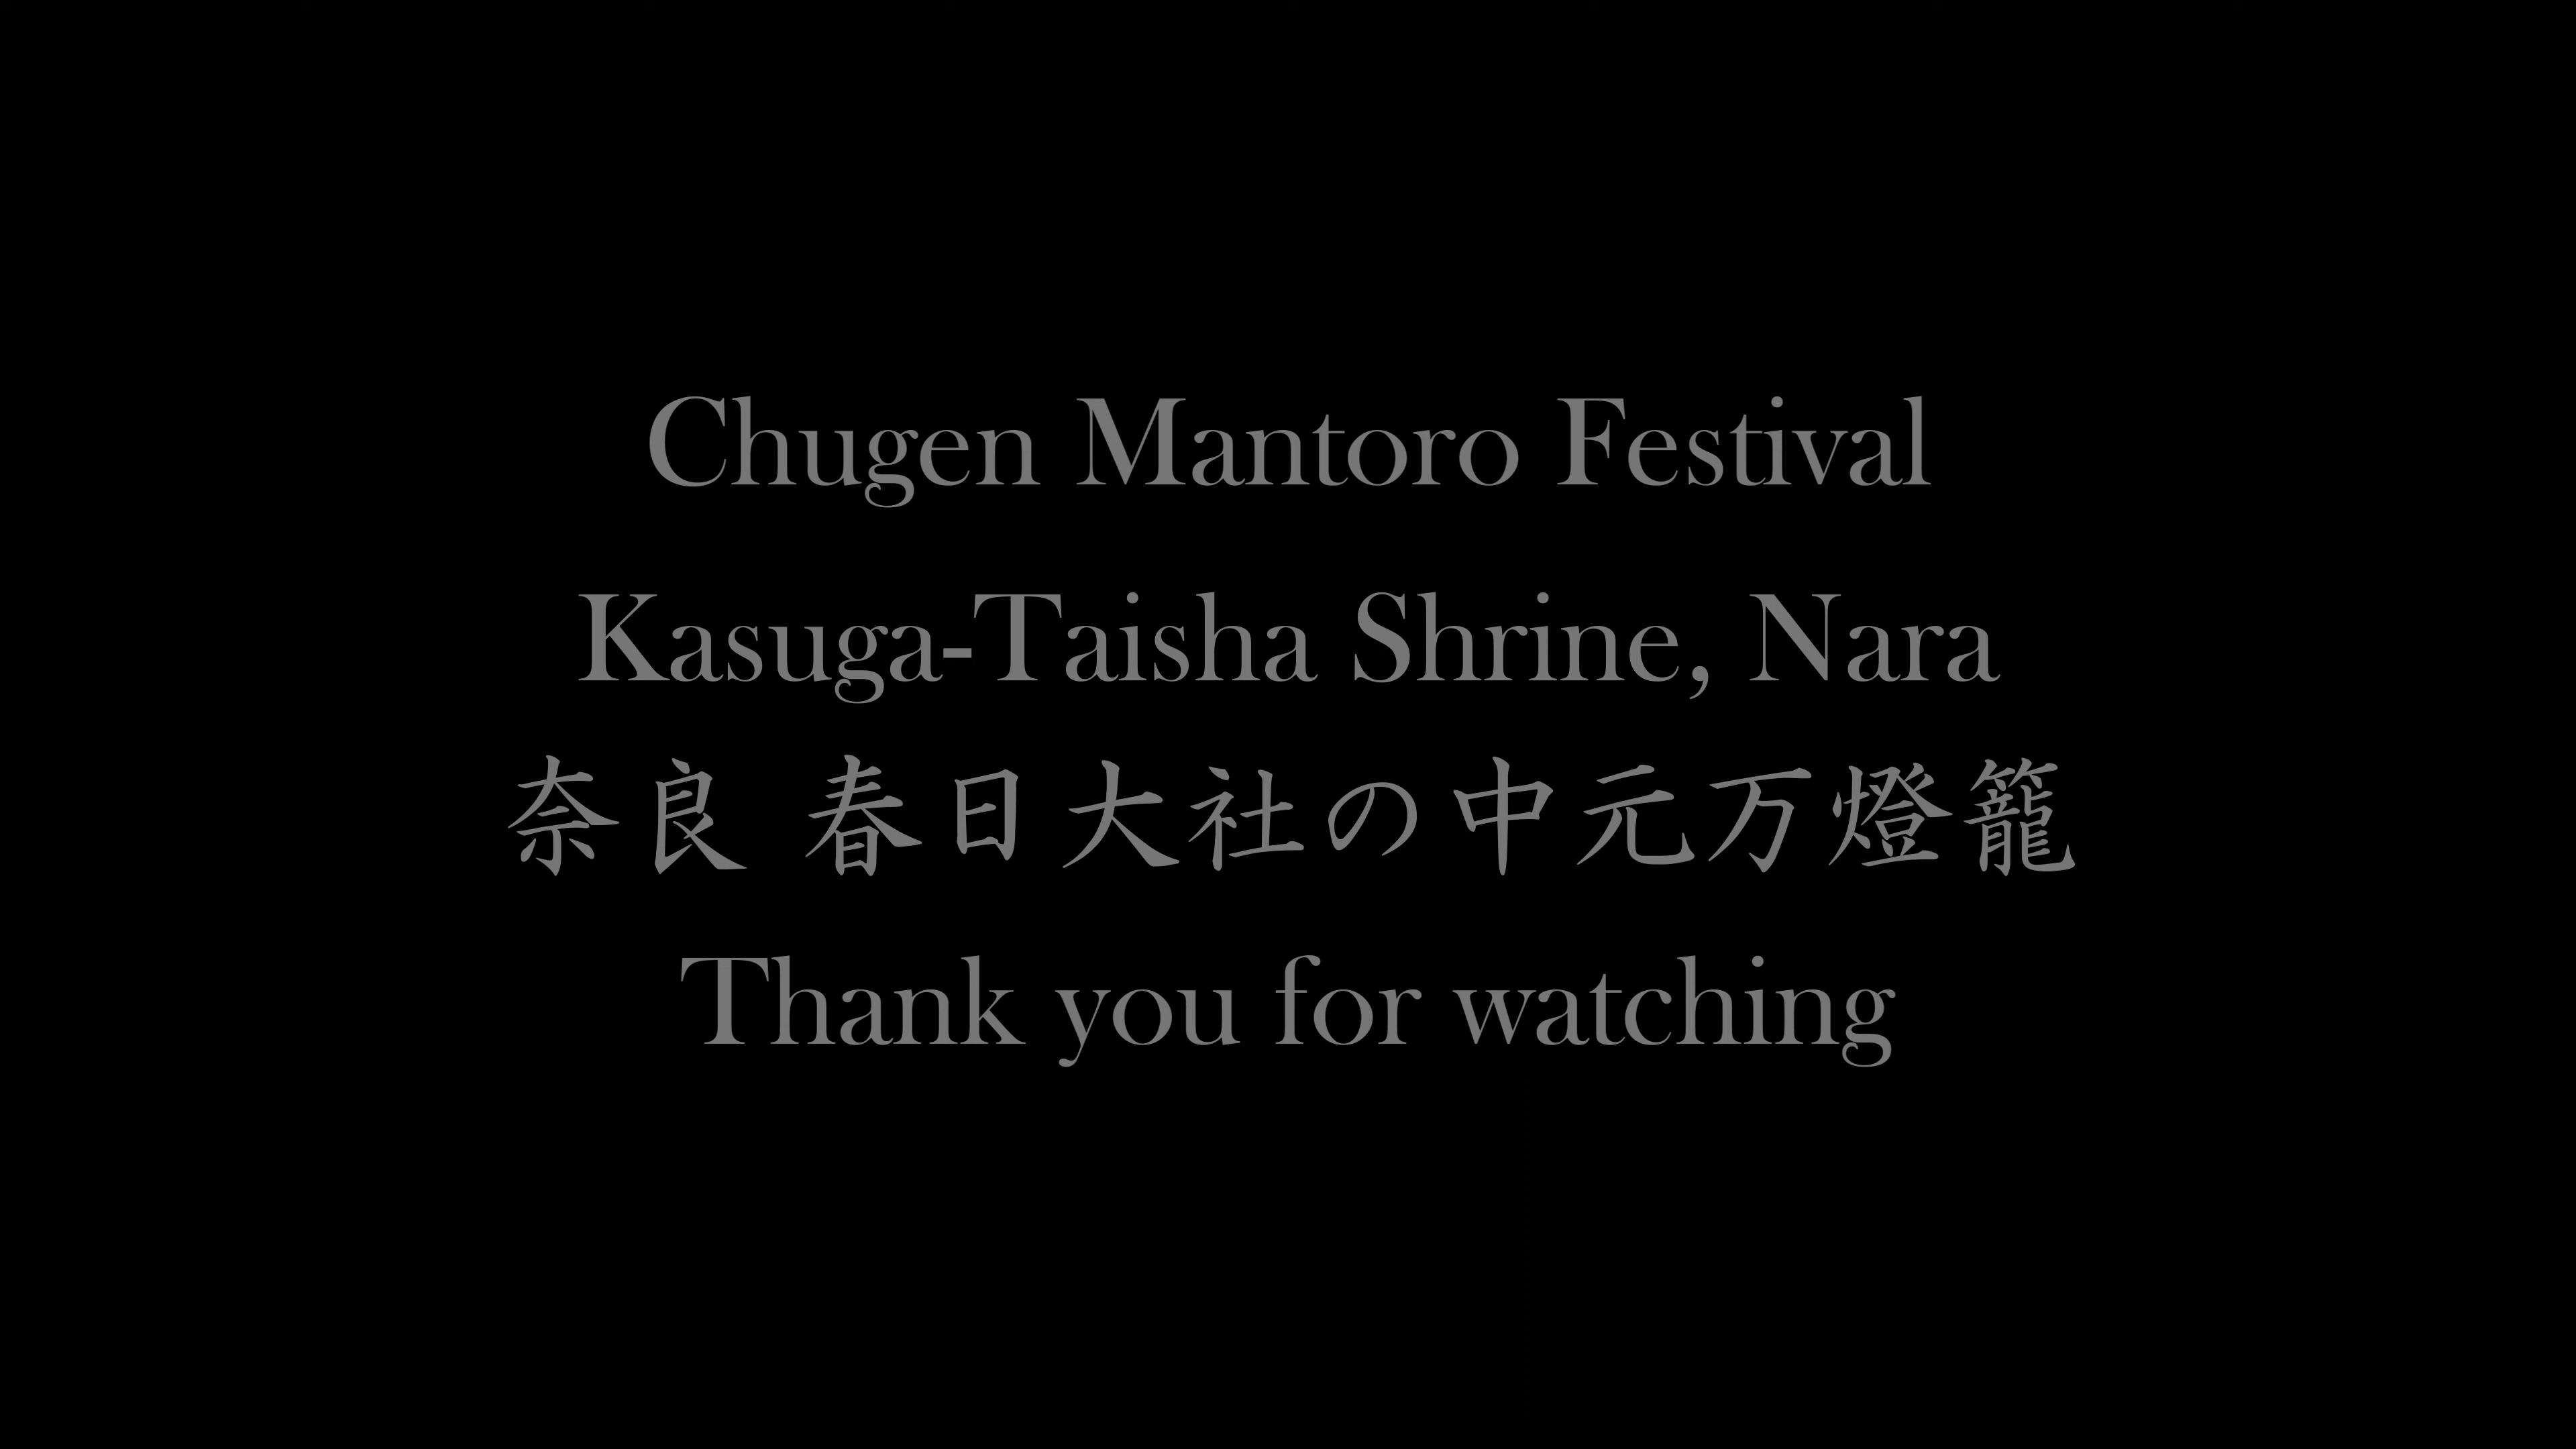 Chugen Mantoro Festival
Kasuga-Taisha Shrine, Nara
奈良 春日大社の中元万燈籠
Thank you for watching